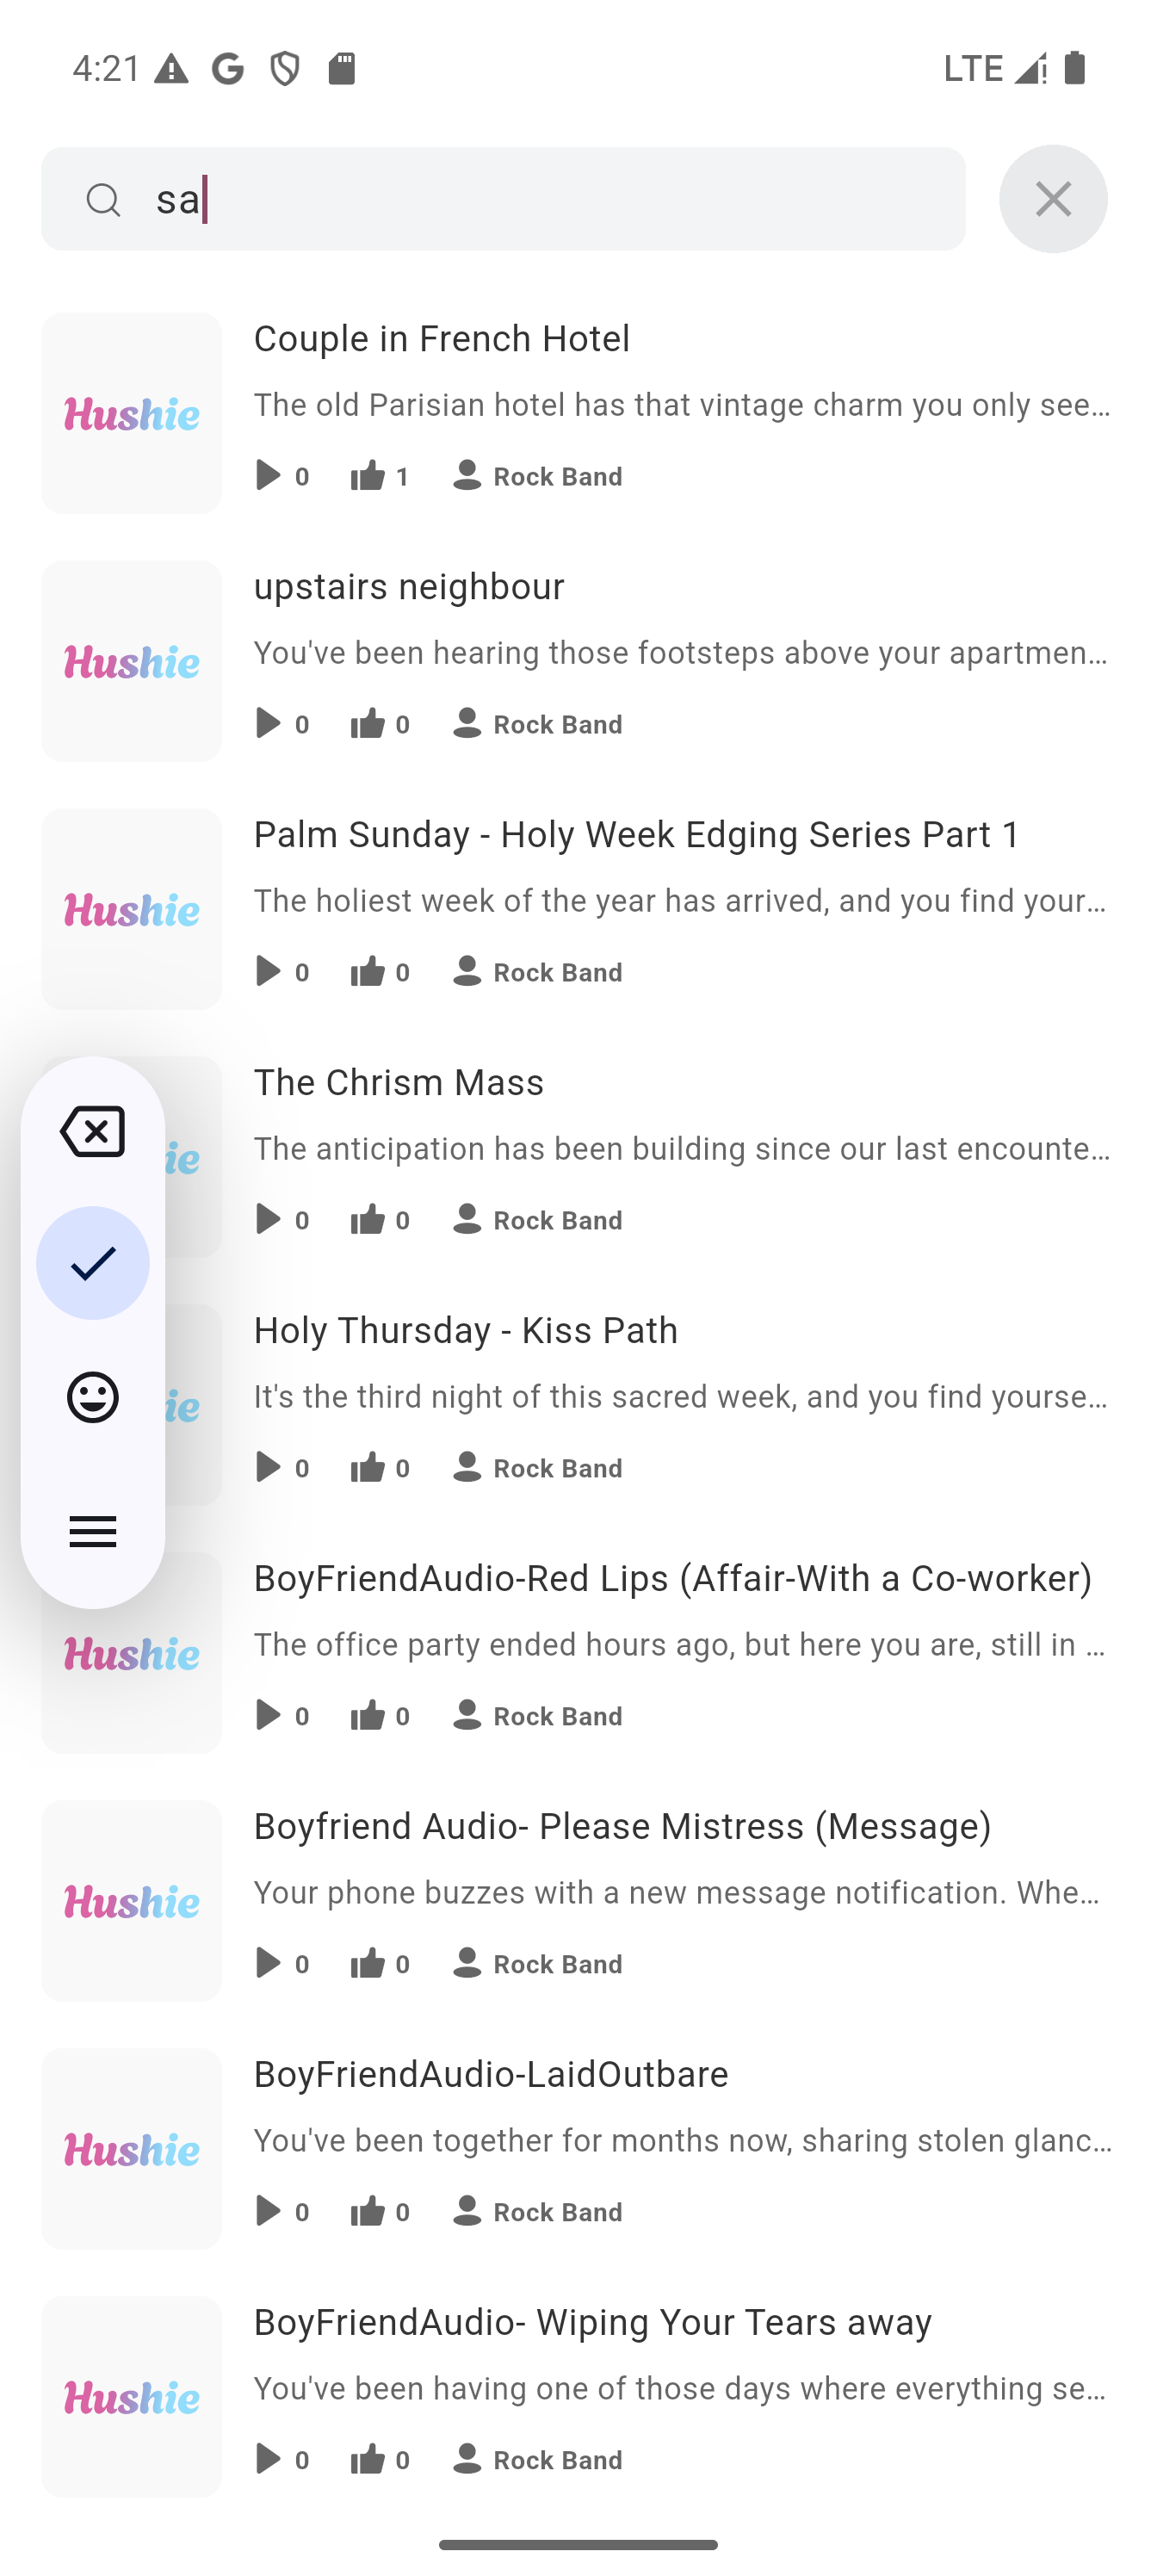 4:21
LTE
sa
Couple in French Hotel
The old Parisian hotel has that vintage charm you only see...
Hushie
0 1 Rock Band
upstairs neighbour
You've been hearing those footsteps above your apartmen...
Hushie
0 0 Rock Band
Palm Sunday - Holy Week Edging Series Part 1
The holiest week of the year has arrived, and you find your...
Hushie
0 0 Rock Band
The Chrism Mass
The anticipation has been building since our last encounte...
ie
0 0 Rock Band
Holy Thursday - Kiss Path
It's the third night of this sacred week, and you find yourse...
ie
0 0 Rock Band
BoyFriendAudio-Red Lips (Affair-With a Co-worker)
The office party ended hours ago, but here you are, still in ...
Hushie
0 0 Rock Band
Boyfriend Audio- Please Mistress (Message)
Your phone buzzes with a new message notification. Whe...
Hushie
0 0 Rock Band
BoyFriendAudio-LaidOutbare
You've been together for months now, sharing stolen glanc...
Hushie
0 0 Rock Band
BoyFriendAudio- Wiping Your Tears away
You've been having one of those days where everything se...
Hushie
0 0 Rock Band